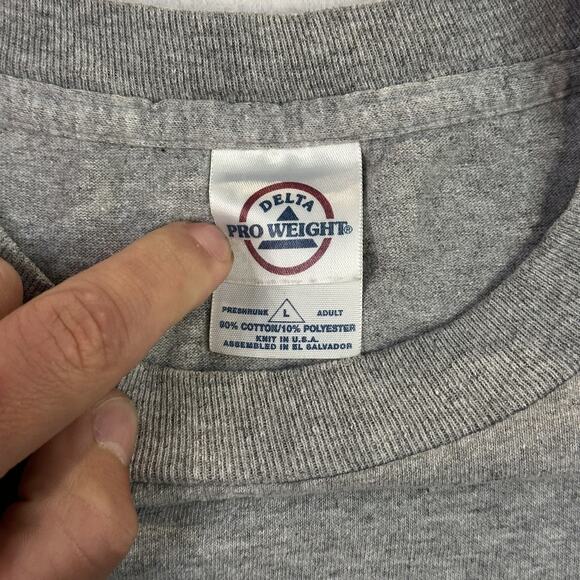 DELTA
PRO WEIGHT®
PRESHRUNK L ADULT
90% COTTON/10% POLYESTER
KNIT IN U.S.A.
ASSEMBLED IN EL SALVADOR